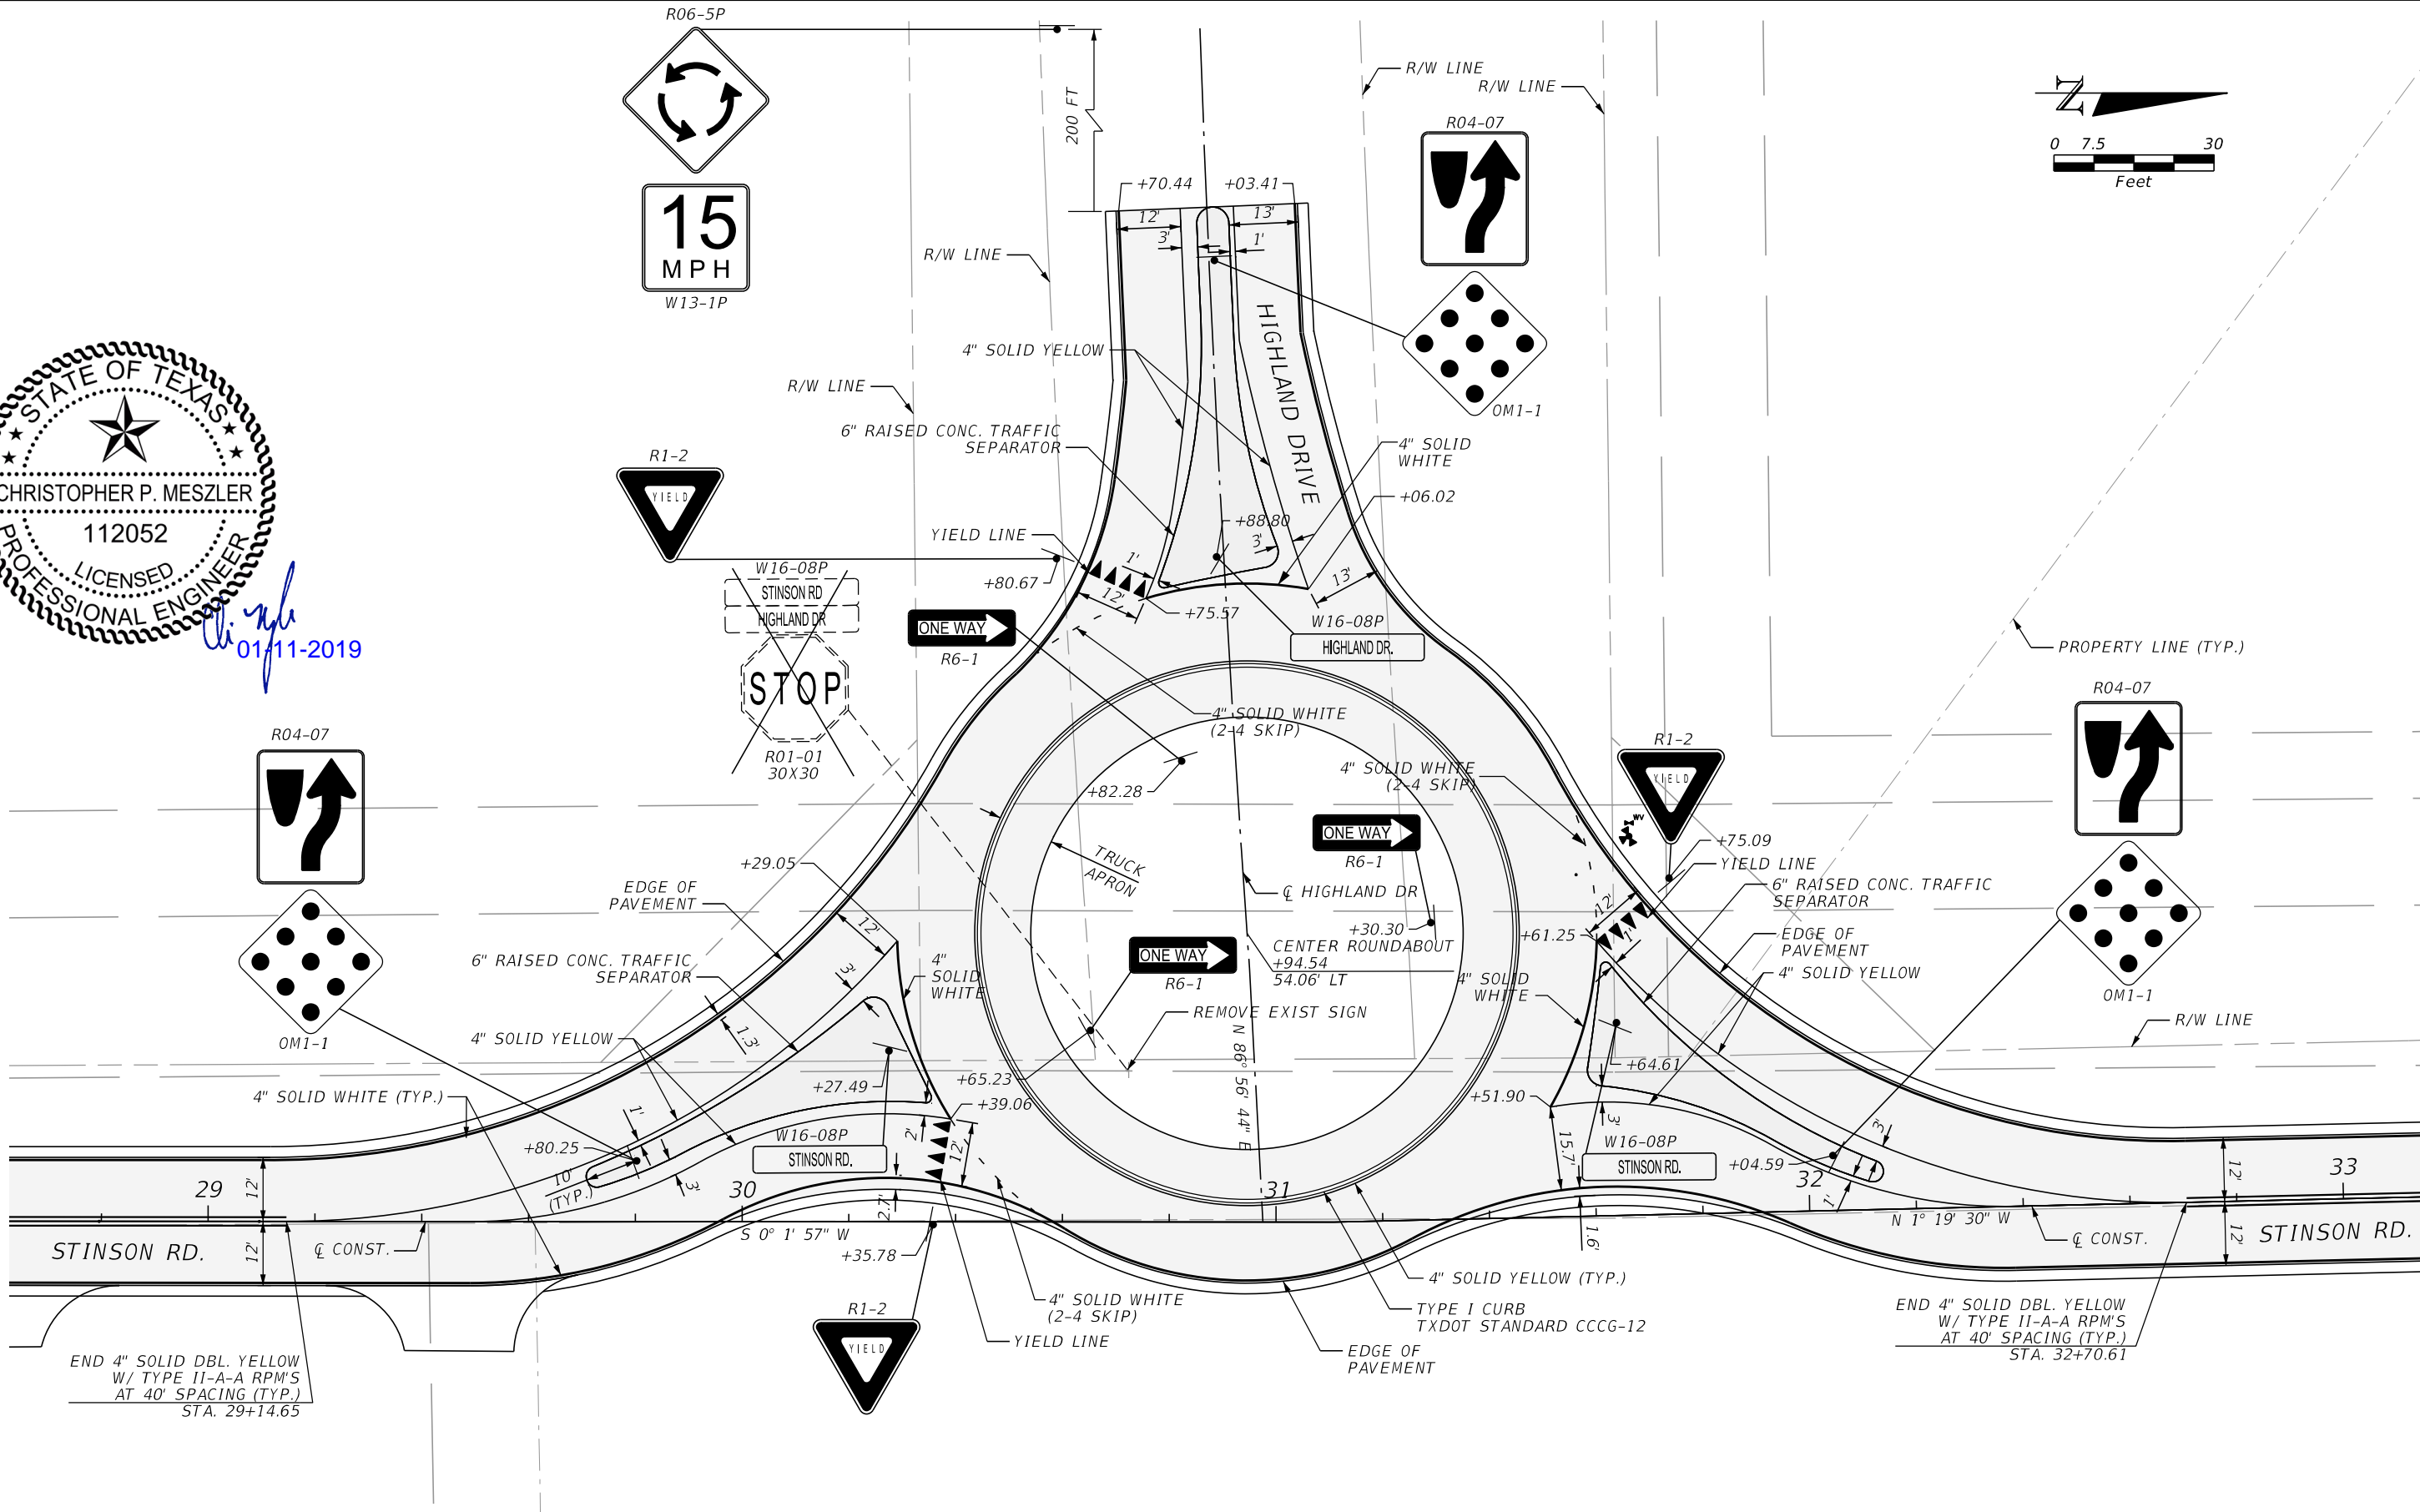 R06-5P
15
MPH
W13-1P
200 FT
R/W LINE
R/W LINE
R04-07
OM1-1
N
0 7.5 30
Feet
+70.44
+03.41
12'
13'
3'
1'
R/W LINE
HIGHLAND DRIVE
4" SOLID YELLOW
R/W LINE
6" RAISED CONC. TRAFFIC
SEPARATOR
4" SOLID
WHITE
+06.02
+88.80
3'
STATE OF TEXAS
CHRISTOPHER P. MESZLER
112052
LICENSED
PROFESSIONAL ENGINEER
01-11-2019
R1-2
YIELD
YIELD LINE
+80.67
1'
12'
+75.57
13'
W16-08P
STINSON RD
HIGHLAND DR
STOP
R01-01
30X30
ONE WAY
R6-1
W16-08P
HIGHLAND DR.
4" SOLID WHITE
(2-4 SKIP)
PROPERTY LINE (TYP.)
R04-07
OM1-1
R04-07
OM1-1
R1-2
YIELD
WV
4" SOLID WHITE
(2-4 SKIP)
+82.28
ONE WAY
R6-1
+75.09
YIELD LINE
6" RAISED CONC. TRAFFIC
SEPARATOR
TRUCK
APRON
+29.05
EDGE OF
PAVEMENT
12'
℄ HIGHLAND DR
+30.30
CENTER ROUNDABOUT
+94.54
54.06' LT
12'
+61.25
1'
EDGE OF
PAVEMENT
4" SOLID YELLOW
6" RAISED CONC. TRAFFIC
SEPARATOR
3'
4"
SOLID
WHITE
ONE WAY
R6-1
4" SOLID
WHITE
REMOVE EXIST SIGN
R/W LINE
4" SOLID YELLOW
1.3'
N 86° 56' 44" E
+64.61
+27.49
+65.23
4" SOLID WHITE (TYP.)
+39.06
+51.90
1'
+80.25
W16-08P
STINSON RD.
2'
12'
15.7'
3'
W16-08P
STINSON RD.
+04.59
3'
10'
(TYP.)
3'
1'
29
30
31
32
33
12'
12'
12'
12'
2.7'
1.6'
S 0° 1' 57" W
N 1° 19' 30" W
STINSON RD.
℄ CONST.
+35.78
℄ CONST.
STINSON RD.
4" SOLID YELLOW (TYP.)
4" SOLID WHITE
(2-4 SKIP)
TYPE I CURB
TXDOT STANDARD CCCG-12
YIELD LINE
EDGE OF
PAVEMENT
R1-2
YIELD
END 4" SOLID DBL. YELLOW
W/ TYPE II-A-A RPM'S
AT 40' SPACING (TYP.)
STA. 29+14.65
END 4" SOLID DBL. YELLOW
W/ TYPE II-A-A RPM'S
AT 40' SPACING (TYP.)
STA. 32+70.61